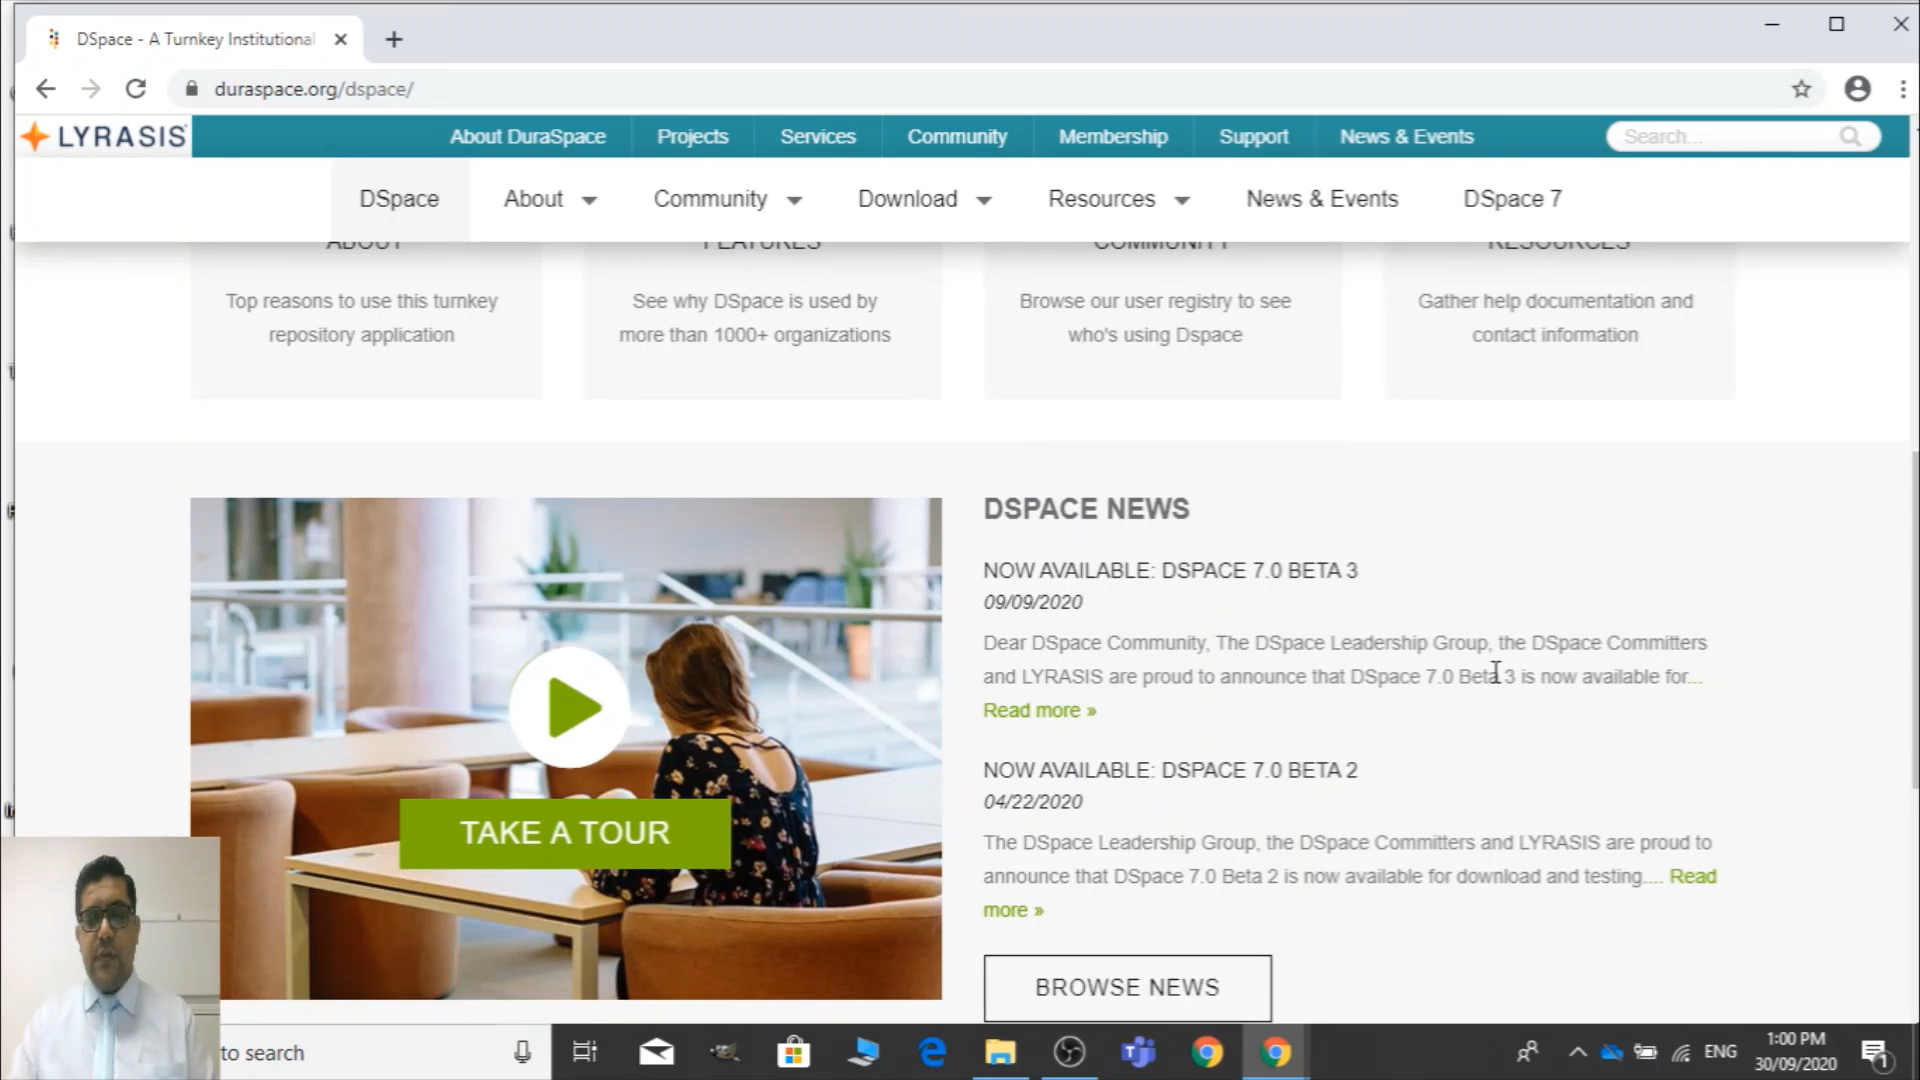 DSpace - A Turnkey Institutional
duraspace.org/dspace/
LYRASIS
About DuraSpace
Projects
Services
Community
Membership
Support
News & Events
Search...
DSpace
About
Community
Download
Resources
News & Events
DSpace 7
ABOUT
FEATURES
COMMUNITY
RESOURCES
Top reasons to use this turnkey
repository application
See why DSpace is used by
more than 1000+ organizations
Browse our user registry to see
who's using Dspace
Gather help documentation and
contact information
TAKE A TOUR
DSPACE NEWS
NOW AVAILABLE: DSPACE 7.0 BETA 3
09/09/2020
Dear DSpace Community, The DSpace Leadership Group, the DSpace Committers
and LYRASIS are proud to announce that DSpace 7.0 Beta 3 is now available for...
Read more »
NOW AVAILABLE: DSPACE 7.0 BETA 2
04/22/2020
The DSpace Leadership Group, the DSpace Committers and LYRASIS are proud to
announce that DSpace 7.0 Beta 2 is now available for download and testing.... Read
more »
BROWSE NEWS
to search
ENG
1:00 PM
30/09/2020
1